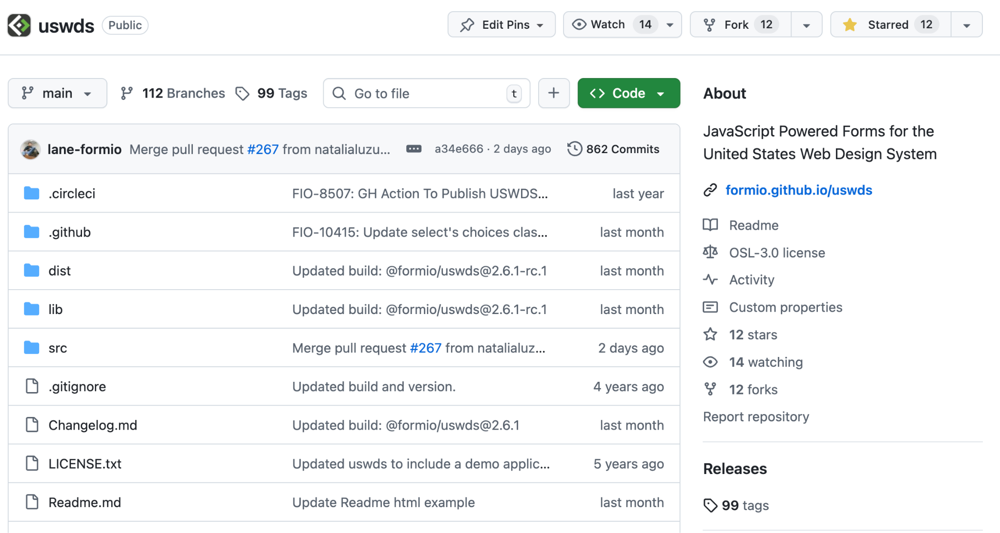 uswds Public Edit Pins Watch 14 Fork 12 Starred 12
main 112 Branches 99 Tags Go to file t + <> Code
lane-formio Merge pull request #267 from natalialuzu... a34e666 · 2 days ago 862 Commits
.circleci FIO-8507: GH Action To Publish USWDS... last year
.github FIO-10415: Update select's choices clas... last month
dist Updated build: @formio/uswds@2.6.1-rc.1 last month
lib Updated build: @formio/uswds@2.6.1-rc.1 last month
src Merge pull request #267 from natalialuz... 2 days ago
.gitignore Updated build and version. 4 years ago
Changelog.md Updated build: @formio/uswds@2.6.1 last month
LICENSE.txt Updated uswds to include a demo applic... 5 years ago
Readme.md Update Readme html example last month
About
JavaScript Powered Forms for the
United States Web Design System
formio.github.io/uswds
Readme
OSL-3.0 license
Activity
Custom properties
12 stars
14 watching
12 forks
Report repository
Releases
99 tags